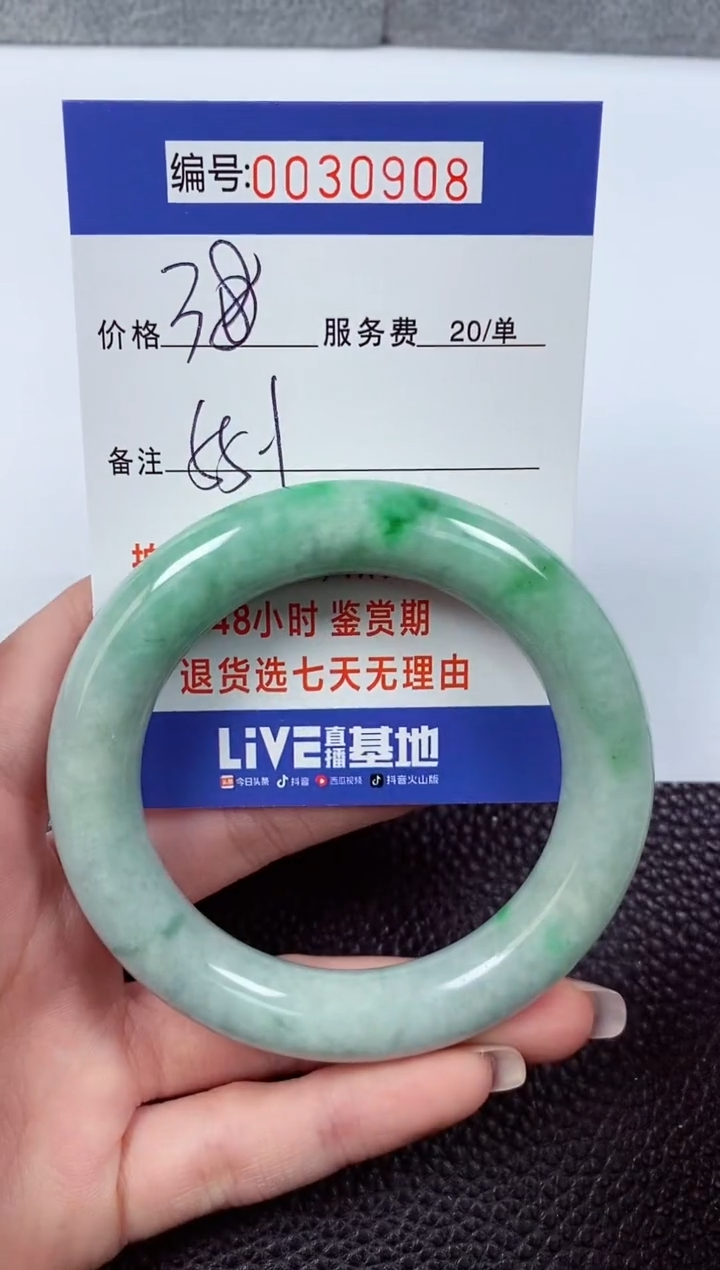 编号:0030908
价格 38 服务费 20/单
备注 551
48小时 鉴赏期
退货选七天无理由
LiVE直播基地
今日头条 抖音 西瓜视频 抖音火山版